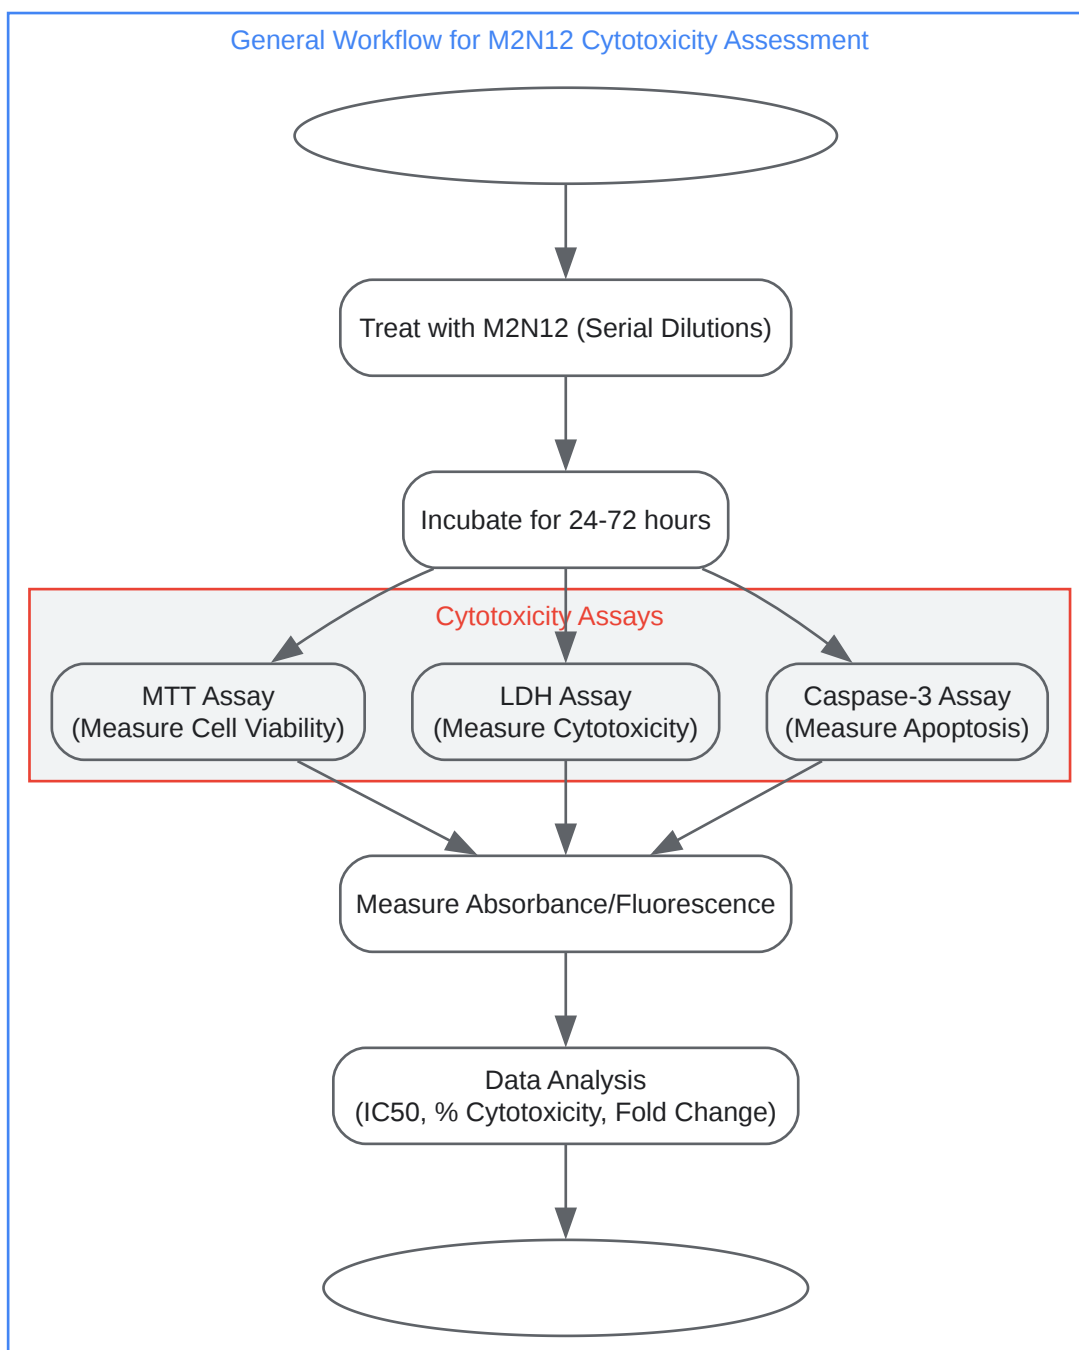 General Workflow for M2N12 Cytotoxicity Assessment
Treat with M2N12 (Serial Dilutions)
Incubate for 24-72 hours
Cytotoxicity Assays
MTT Assay
(Measure Cell Viability)
LDH Assay
(Measure Cytotoxicity)
Caspase-3 Assay
(Measure Apoptosis)
Measure Absorbance/Fluorescence
Data Analysis
(IC50, % Cytotoxicity, Fold Change)